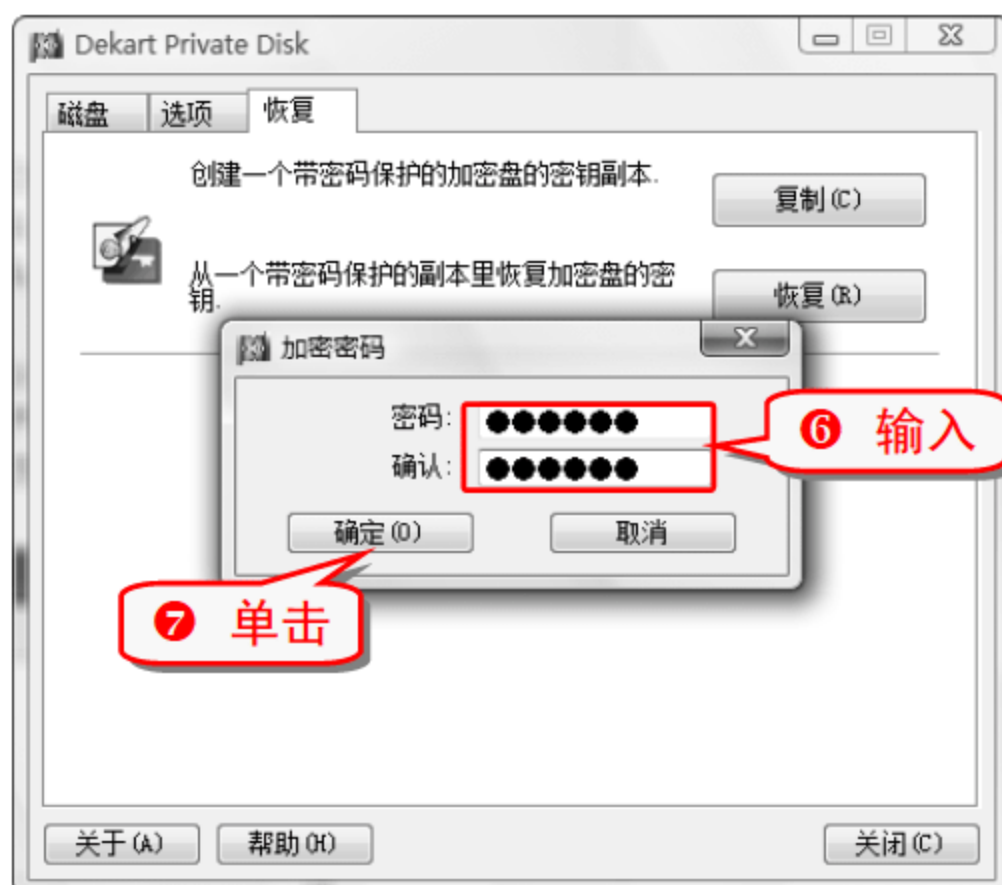 Dekart Private Disk
磁盘 选项 恢复
创建一个带密码保护的加密盘的密钥副本.
复制(C)
从一个带密码保护的副本里恢复加密盘的密
钥.
恢复(R)
加密密码
密码: ●●●●●●
❻ 输入
确认: ●●●●●●
确定(O) 取消
❼ 单击
关于(A) 帮助(H) 关闭(C)